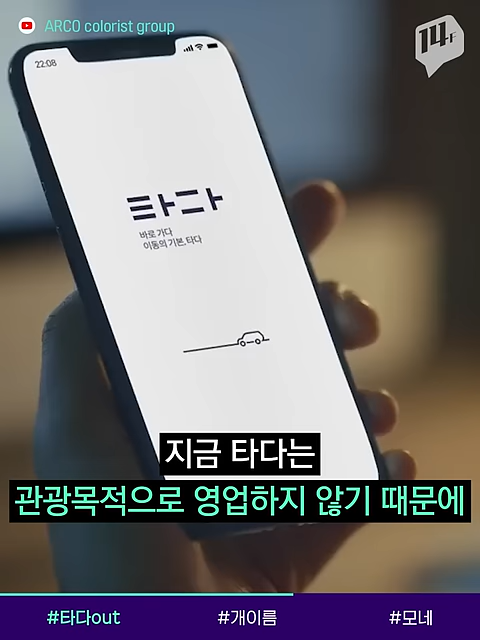 ARCO colorist group
14F
22:08
타다
바로 가다
이동의 기본, 타다
지금 타다는
관광목적으로 영업하지 않기 때문에
#타다out
#개이름
#모네